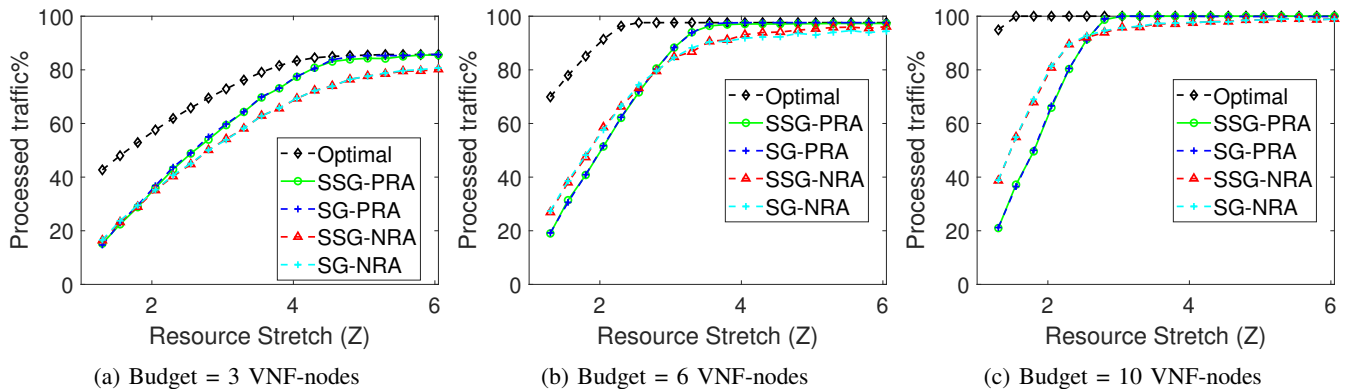 Processed traffic%
100
80
60
40
20
0
2
4
6
Resource Stretch (Z)
Optimal
SSG-PRA
SG-PRA
SSG-NRA
SG-NRA
(a) Budget = 3 VNF-nodes
Processed traffic%
100
80
60
40
20
0
2
4
6
Resource Stretch (Z)
Optimal
SSG-PRA
SG-PRA
SSG-NRA
SG-NRA
(b) Budget = 6 VNF-nodes
Processed traffic%
100
80
60
40
20
0
2
4
6
Resource Stretch (Z)
Optimal
SSG-PRA
SG-PRA
SSG-NRA
SG-NRA
(c) Budget = 10 VNF-nodes